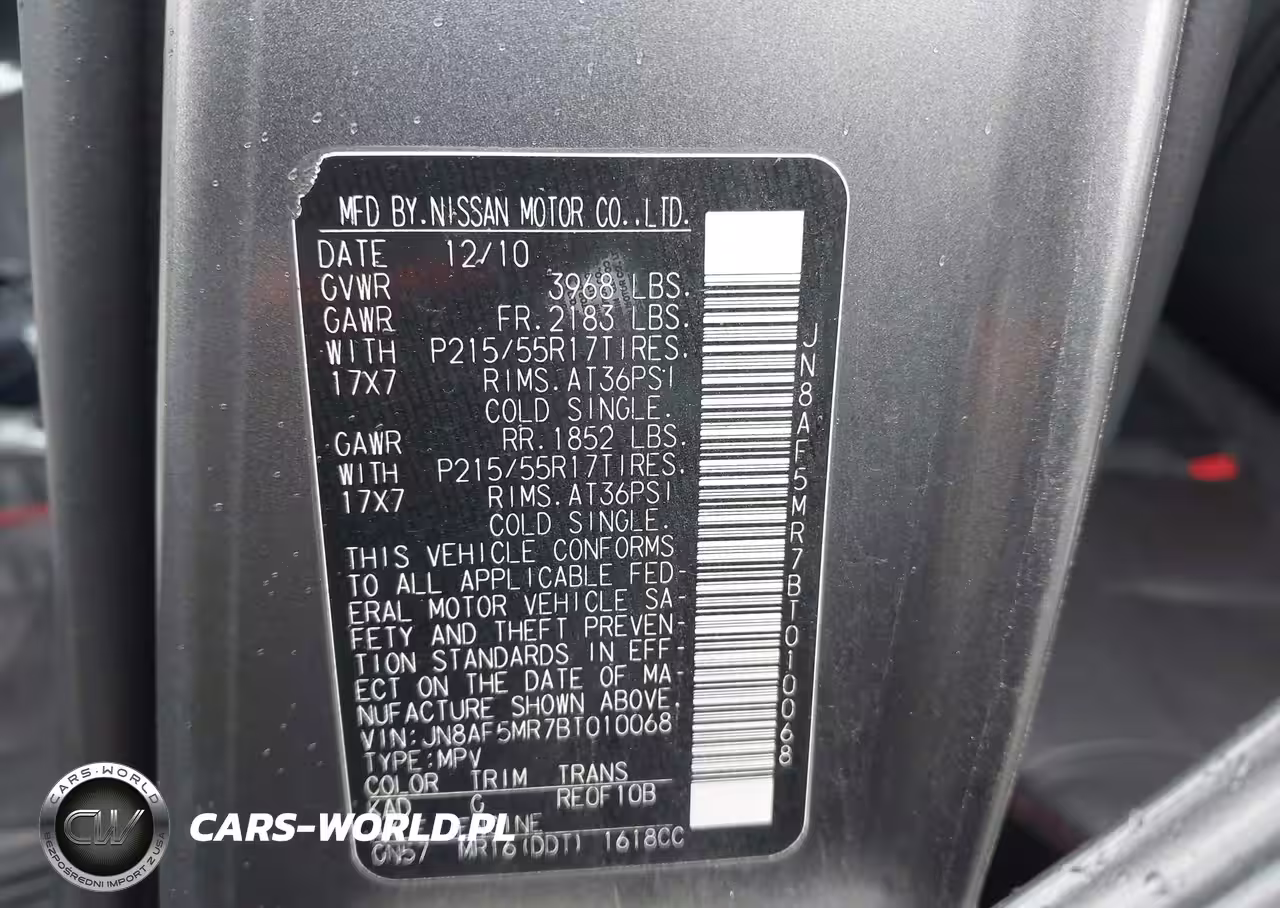 MFD BY.NISSAN MOTOR CO.,LTD.
DATE 12/10
GVWR 3968 LBS.
GAWR FR.2183 LBS.
WITH P215/55R17TIRES.
17X7 RIMS.AT36PSI
COLD SINGLE.
GAWR RR.1852 LBS.
WITH P215/55R17TIRES.
17X7 RIMS.AT36PSI
COLD SINGLE.
THIS VEHICLE CONFORMS
TO ALL APPLICABLE FED-
ERAL MOTOR VEHICLE SA-
FETY AND THEFT PREVEN-
TION STANDARDS IN EFF-
ECT ON THE DATE OF MA-
NUFACTURE SHOWN ABOVE.
VIN:JN8AF5MR7BT010068
TYPE:MPV
COLOR TRIM TRANS
KAD G RE0F10B
MR16(DDT) 1618CC
JN8AF5MR7BT010068
CARS-WORLD
CW
BEZPOŚREDNI IMPORT Z USA
CARS-WORLD.PL